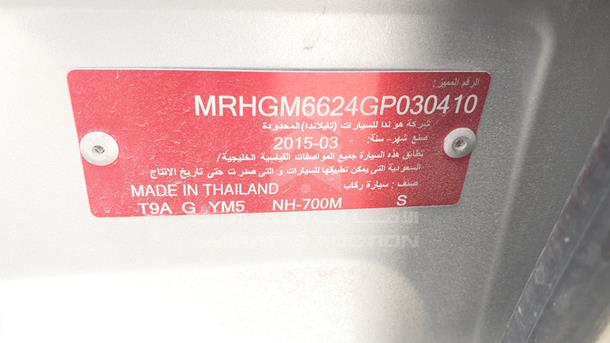 الرقم المميز:
MRHGM6624GP030410
شركة هوندا للسيارات (تايلاندا) المحدودة
صنع شهر- سنة: 2015-03
تطابق هذه السيارة جميع المواصفات القياسية الخليجية/
السعودية التي يمكن تطبيقها للسيارات و التى صدرت حتى تاريخ الانتاج
MADE IN THAILAND صنف: سيارة ركاب
T9A G YM5 NH-700M S